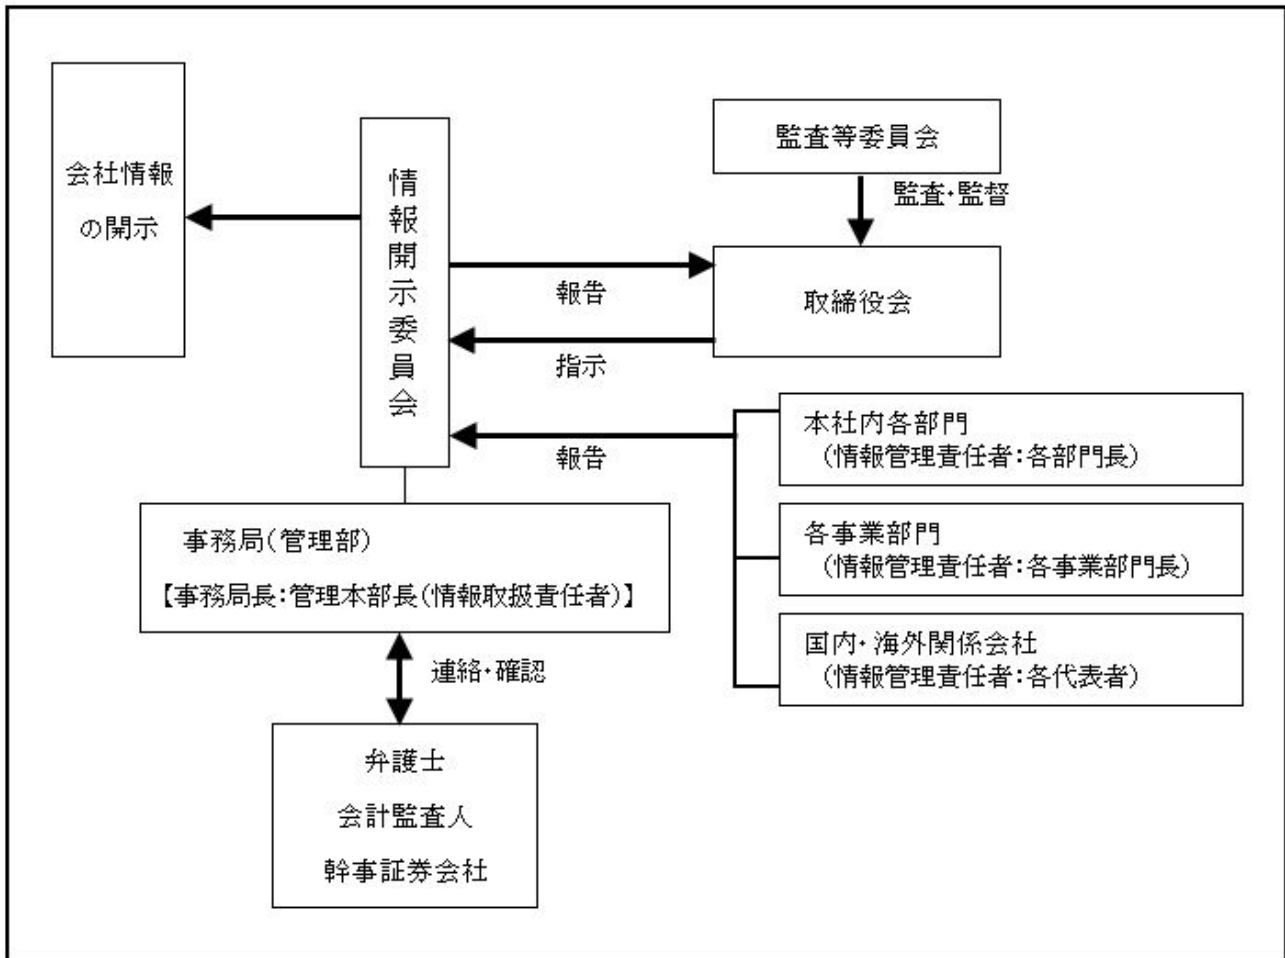 会社情報
の開示
情報開示委員会
監査等委員会
監査・監督
取締役会
報告
指示
報告
本社内各部門
(情報管理責任者:各部門長)
各事業部門
(情報管理責任者:各事業部門長)
国内・海外関係会社
(情報管理責任者:各代表者)
事務局(管理部)
【事務局長:管理本部長(情報取扱責任者)】
連絡・確認
弁護士
会計監査人
幹事証券会社